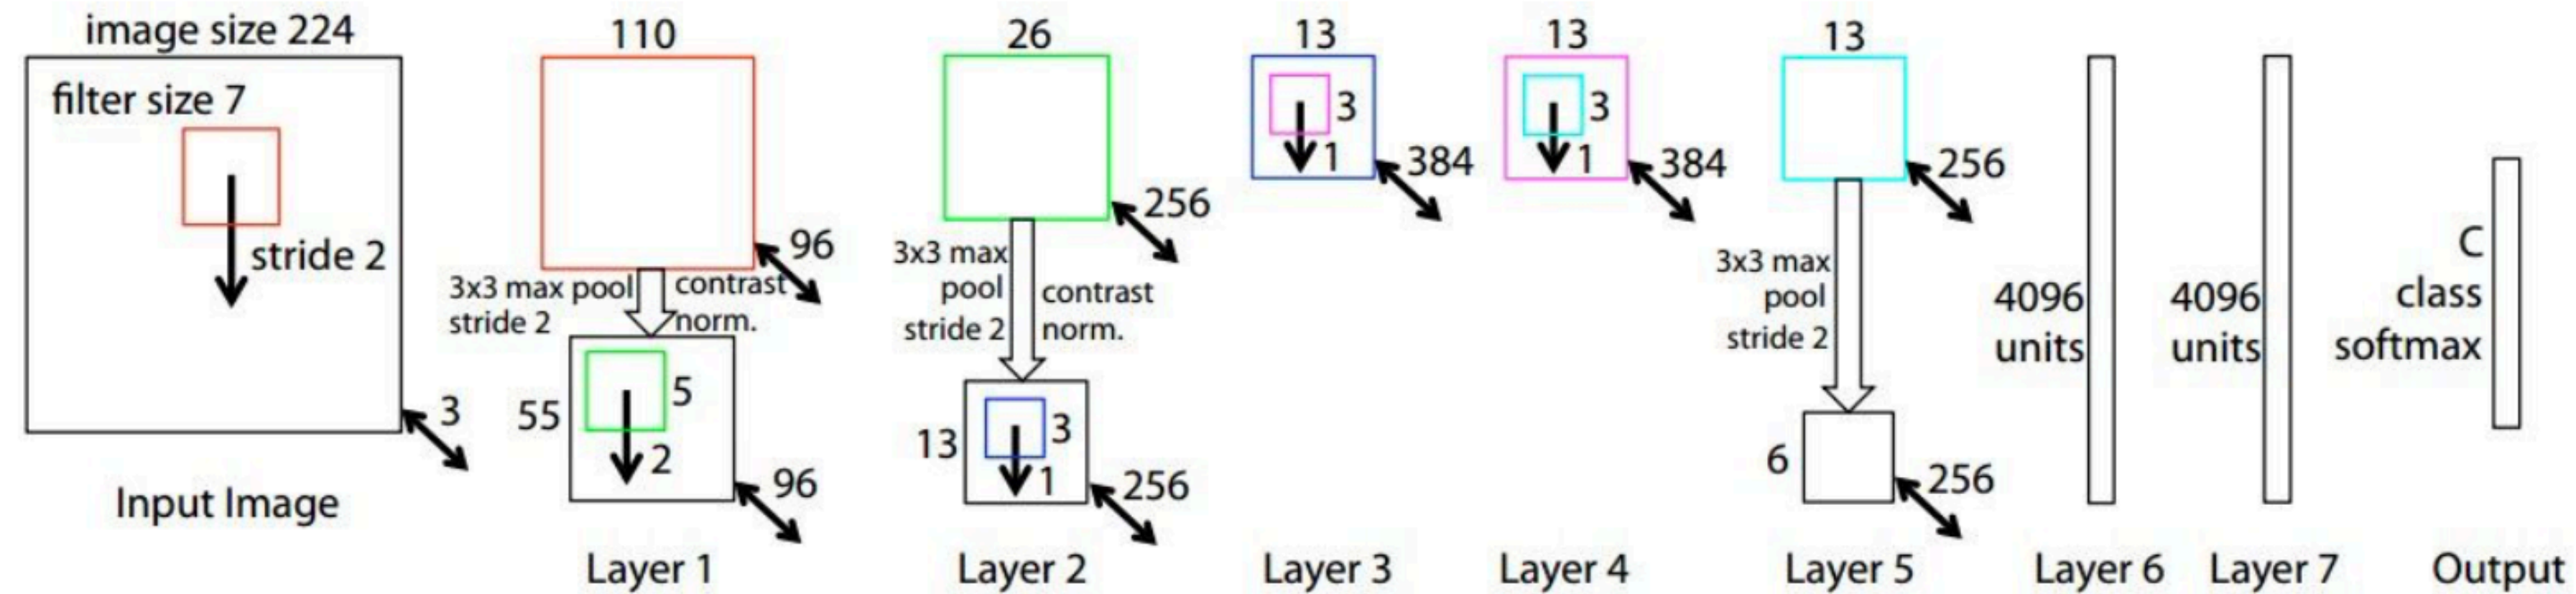 image size 224
filter size 7
stride 2
3
Input Image
110
96
3x3 max pool
stride 2
contrast
norm.
55
5
2
96
Layer 1
26
256
3x3 max
pool
stride 2
contrast
norm.
13
3
1
256
Layer 2
13
3
1
384
Layer 3
13
3
1
384
Layer 4
13
256
3x3 max
pool
stride 2
6
256
Layer 5
4096
units
Layer 6
4096
units
Layer 7
C
class
softmax
Output